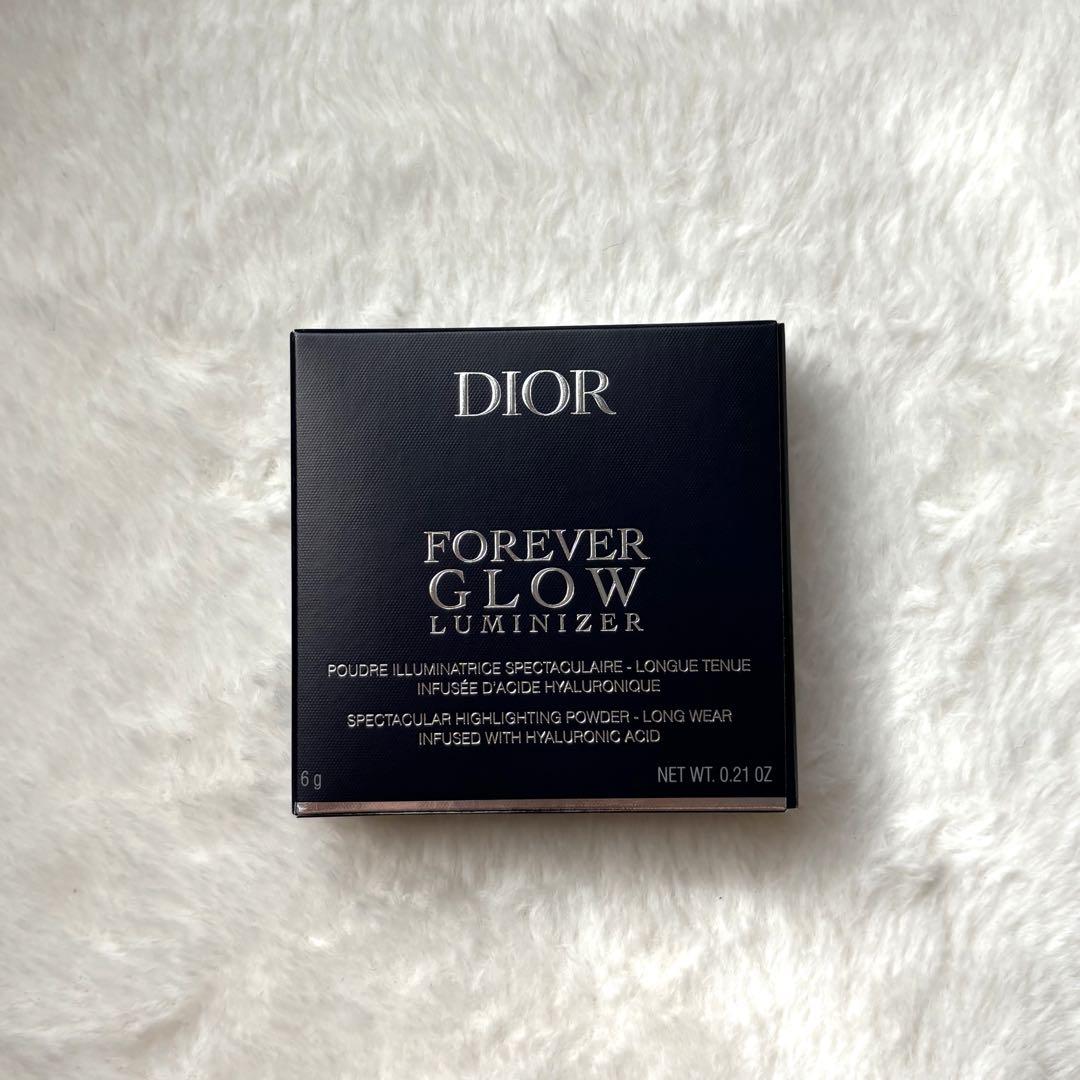 DIOR
FOREVER
GLOW
LUMINIZER
POUDRE ILLUMINATRICE SPECTACULAIRE - LONGUE TENUE
INFUSÉE D'ACIDE HYALURONIQUE
SPECTACULAR HIGHLIGHTING POWDER - LONG WEAR
INFUSED WITH HYALURONIC ACID
6 g NET WT. 0.21 OZ